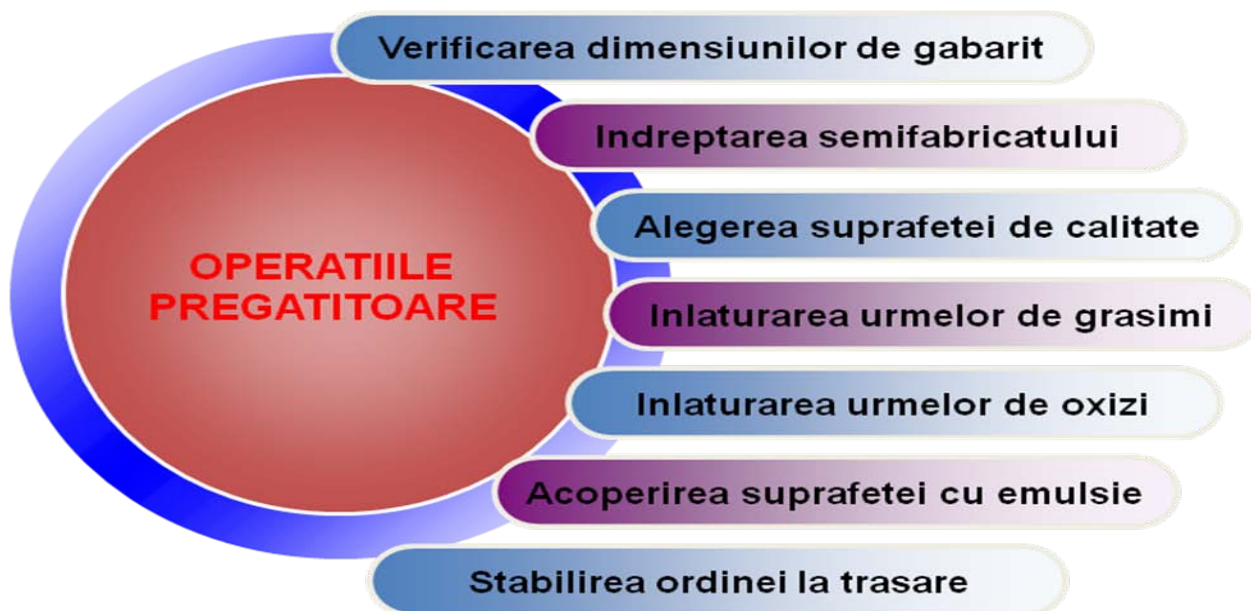 Verificarea dimensiunilor de gabarit
Indreptarea semifabricatului
Alegerea suprafetei de calitate
OPERATIILE
PREGATITOARE
Inlaturarea urmelor de grasimi
Inlaturarea urmelor de oxizi
Acoperirea suprafetei cu emulsie
Stabilirea ordinei la trasare